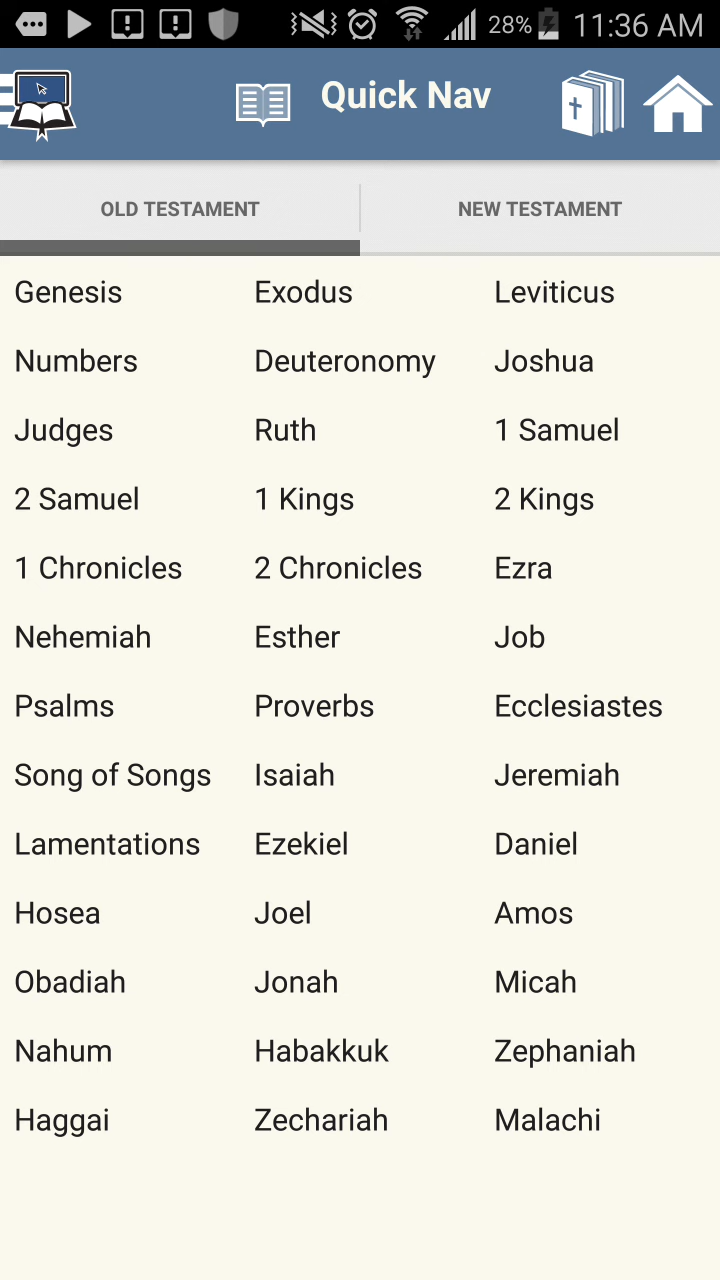 28% 11:36 AM
Quick Nav
OLD TESTAMENT NEW TESTAMENT
Genesis Exodus Leviticus
Numbers Deuteronomy Joshua
Judges Ruth 1 Samuel
2 Samuel 1 Kings 2 Kings
1 Chronicles 2 Chronicles Ezra
Nehemiah Esther Job
Psalms Proverbs Ecclesiastes
Song of Songs Isaiah Jeremiah
Lamentations Ezekiel Daniel
Hosea Joel Amos
Obadiah Jonah Micah
Nahum Habakkuk Zephaniah
Haggai Zechariah Malachi